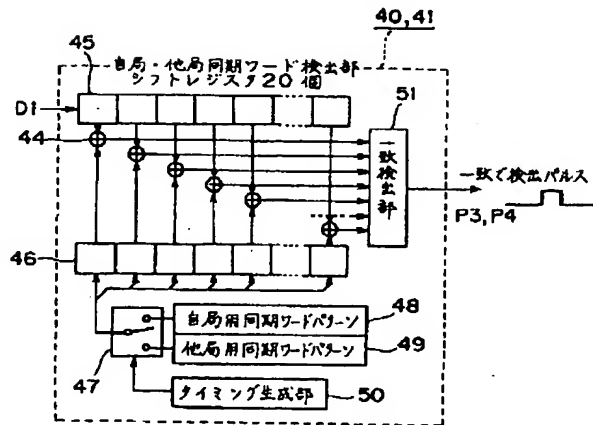 40,41
45
自局・他局同期ワード検出部
シフトレジスタ20個
51
D1
44
一致検出部
一致で検出パルス
P3,P4
46
自局用同期ワードパターン
48
他局用同期ワードパターン
49
47
タイミング生成部
50